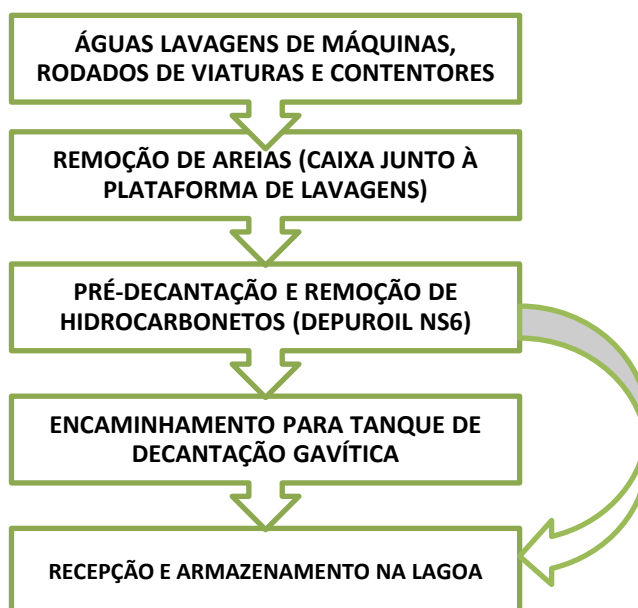 ÁGUAS LAVAGENS DE MÁQUINAS,
RODADOS DE VIATURAS E CONTENTORES
REMOÇÃO DE AREIAS (CAIXA JUNTO À
PLATAFORMA DE LAVAGENS)
PRÉ-DECANTAÇÃO E REMOÇÃO DE
HIDROCARBONETOS (DEPUROIL NS6)
ENCAMINHAMENTO PARA TANQUE DE
DECANTAÇÃO GAVÍTICA
RECEPÇÃO E ARMAZENAMENTO NA LAGOA